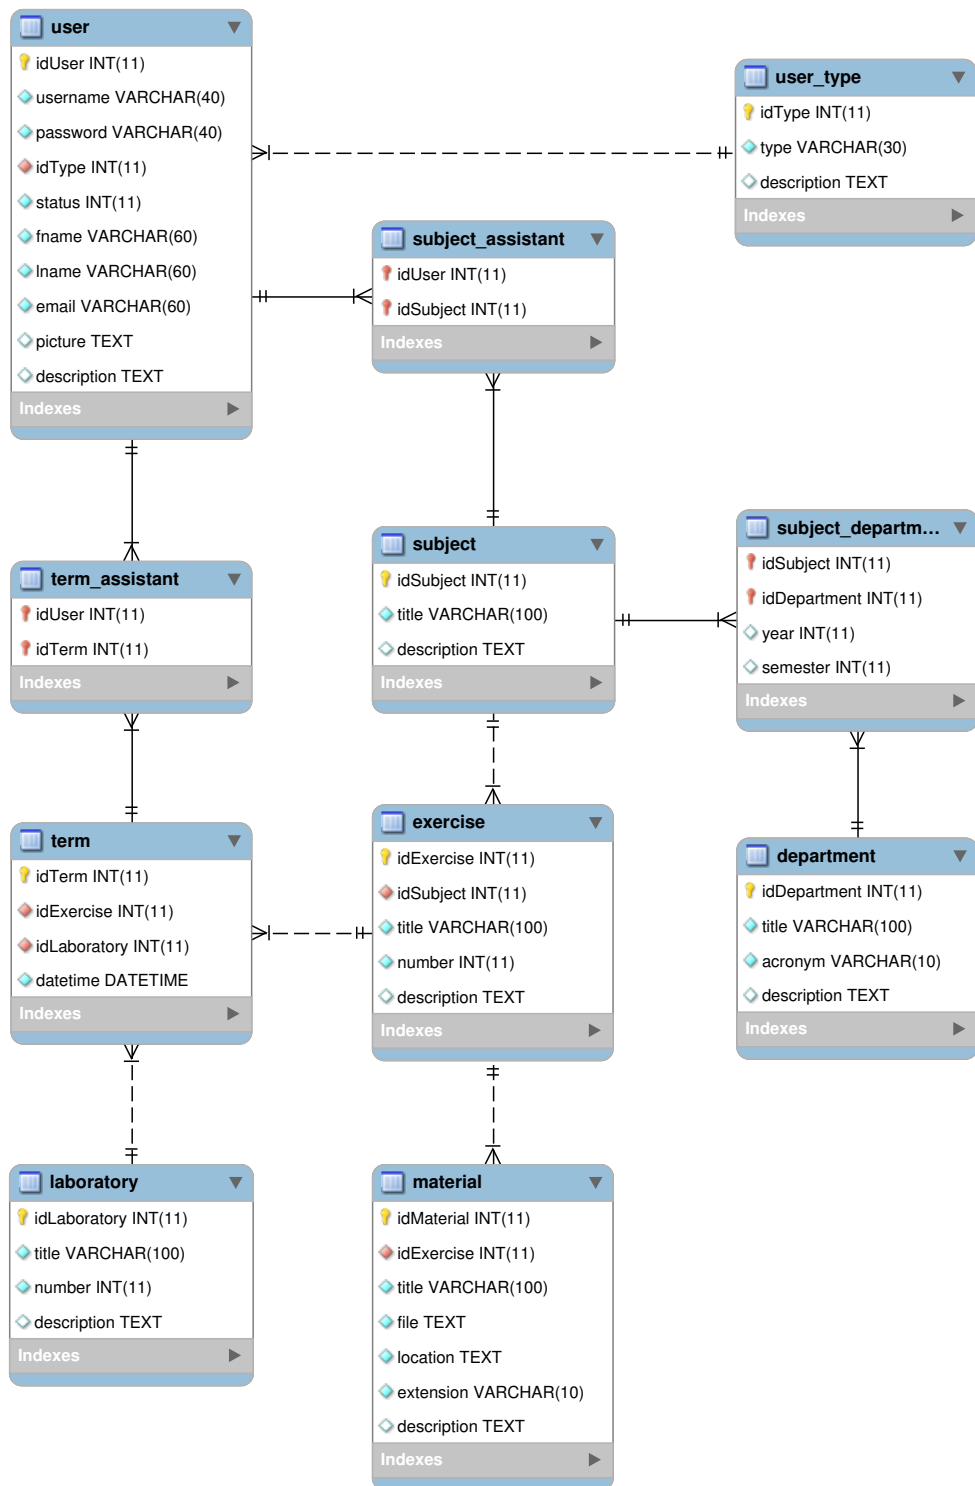 user
idUser INT(11)
username VARCHAR(40)
password VARCHAR(40)
idType INT(11)
status INT(11)
fname VARCHAR(60)
lname VARCHAR(60)
email VARCHAR(60)
picture TEXT
description TEXT
Indexes
user_type
idType INT(11)
type VARCHAR(30)
description TEXT
Indexes
subject_assistant
idUser INT(11)
idSubject INT(11)
Indexes
term_assistant
idUser INT(11)
idTerm INT(11)
Indexes
subject
idSubject INT(11)
title VARCHAR(100)
description TEXT
Indexes
subject_departm...
idSubject INT(11)
idDepartment INT(11)
year INT(11)
semester INT(11)
Indexes
term
idTerm INT(11)
idExercise INT(11)
idLaboratory INT(11)
datetime DATETIME
Indexes
exercise
idExercise INT(11)
idSubject INT(11)
title VARCHAR(100)
number INT(11)
description TEXT
Indexes
department
idDepartment INT(11)
title VARCHAR(100)
acronym VARCHAR(10)
description TEXT
Indexes
laboratory
idLaboratory INT(11)
title VARCHAR(100)
number INT(11)
description TEXT
Indexes
material
idMaterial INT(11)
idExercise INT(11)
title VARCHAR(100)
file TEXT
location TEXT
extension VARCHAR(10)
description TEXT
Indexes